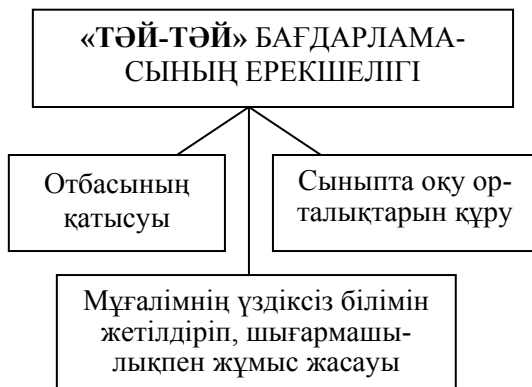 «ТӘЙ-ТӘЙ» БАҒДАРЛАМА-
СЫНЫҢ ЕРЕКШЕЛІГІ
Отбасының
қатысуы
Сыныпта оқу ор-
талықтарын құру
Мұғалімнің үздіксіз білімін
жетілдіріп, шығармашы-
лықпен жұмыс жасауы